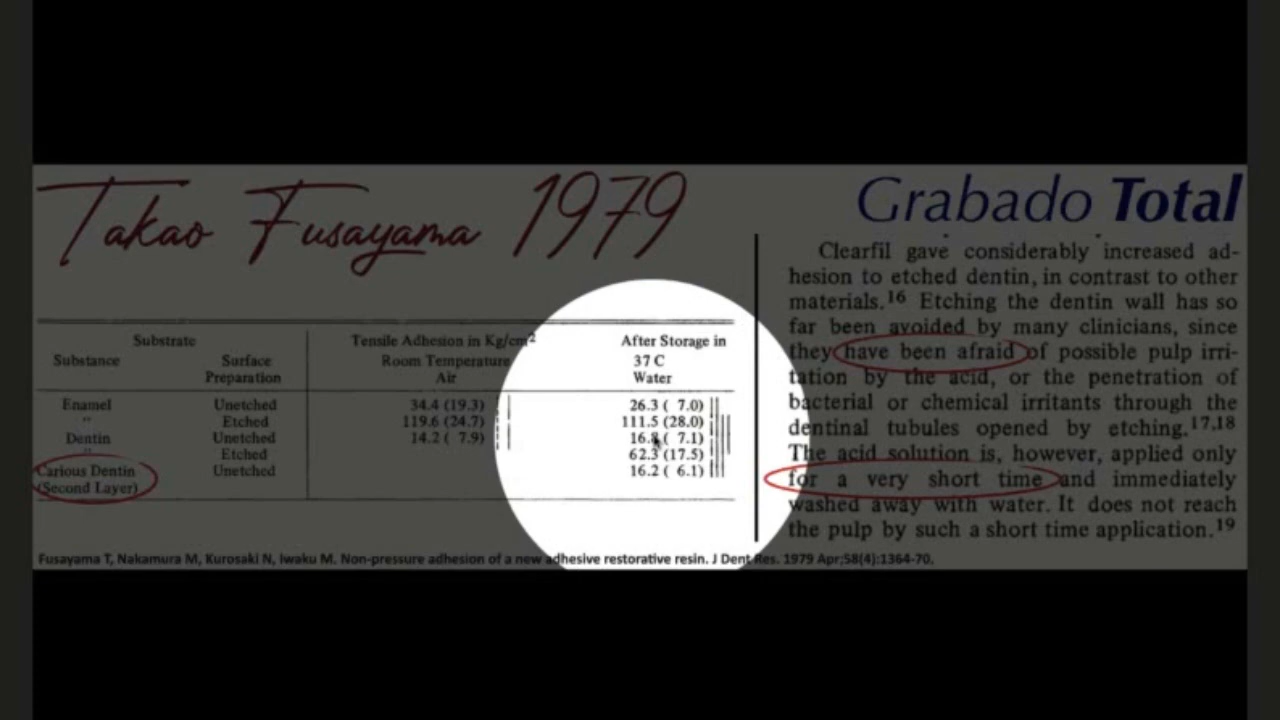 Takao Fusayama 1979
Grabado Total
Substrate Tensile Adhesion in Kg/cm² After Storage in
Substance Surface Room Temperature 37 C
Preparation Air Water
Enamel Unetched 34.4 (19.3) 26.3 ( 7.0)
" Etched 119.6 (24.7) 111.5 (28.0)
Dentin Unetched 14.2 ( 7.9) 16.8 ( 7.1)
" Etched 62.3 (17.5)
Carious Dentin Unetched 16.2 ( 6.1)
(Second Layer)
Clearfil gave considerably increased ad-
hesion to etched dentin, in contrast to other
materials.¹⁶ Etching the dentin wall has so
far been avoided by many clinicians, since
they have been afraid of possible pulp irri-
tation by the acid, or the penetration of
bacterial or chemical irritants through the
dentinal tubules opened by etching.¹⁷,¹⁸
The acid solution is, however, applied only
for a very short time and immediately
washed away with water. It does not reach
the pulp by such a short time application.¹⁹
Fusayama T, Nakamura M, Kurosaki N, Iwaku M. Non-pressure adhesion of a new adhesive restorative resin. J Dent Res. 1979 Apr;58(4):1364-70.